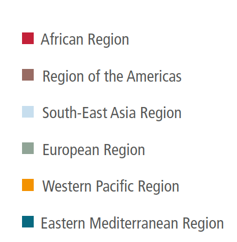 African Region
Region of the Americas
South-East Asia Region
European Region
Western Pacific Region
Eastern Mediterranean Region